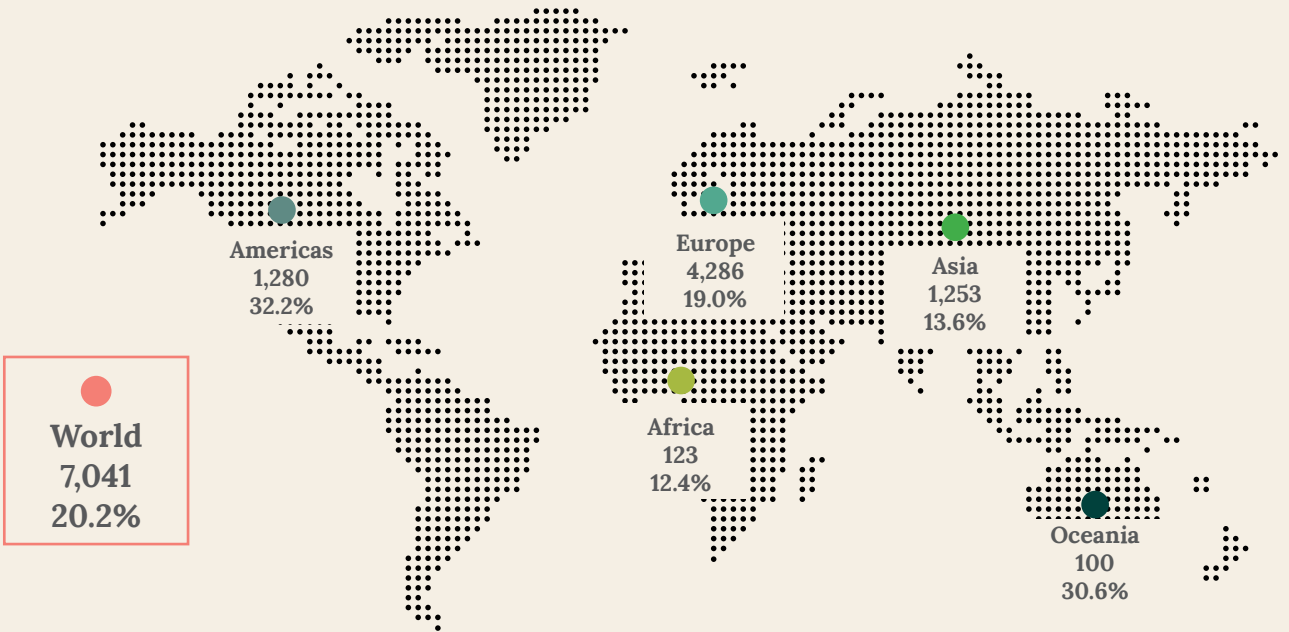 Americas
1,280
32.2%
Europe
4,286
19.0%
Asia
1,253
13.6%
World
7,041
20.2%
Africa
123
12.4%
Oceania
100
30.6%